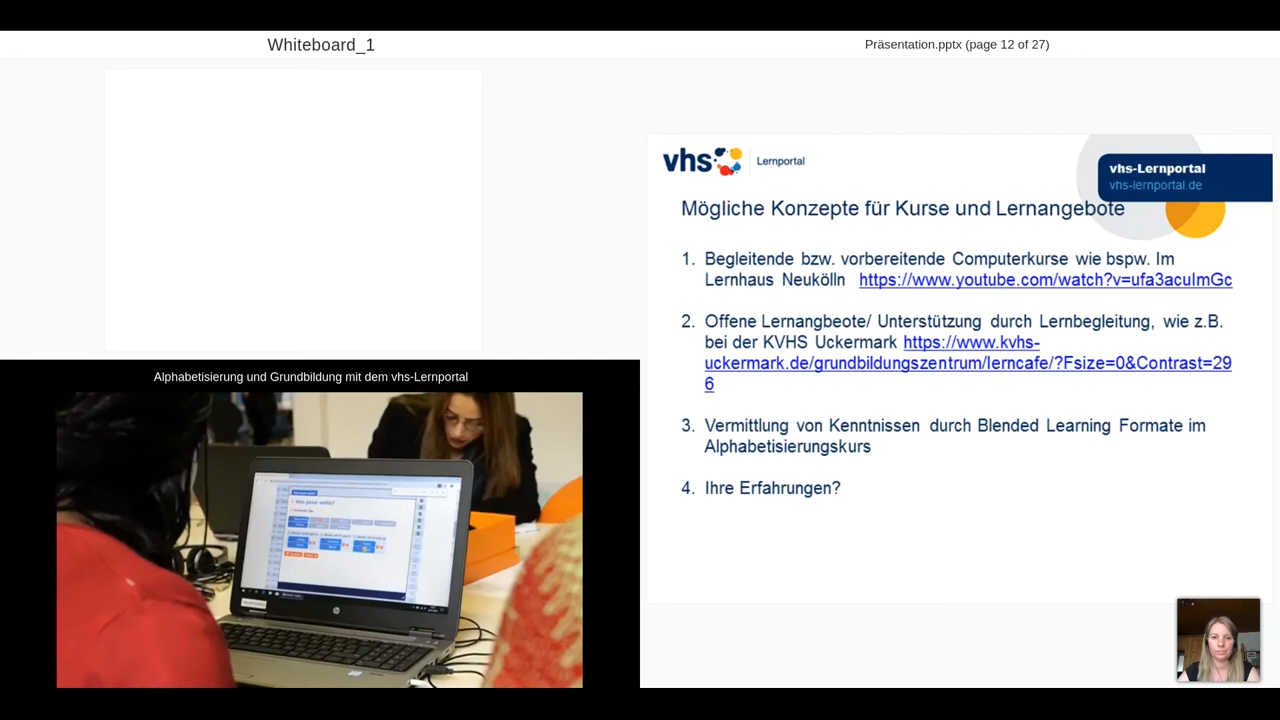 Whiteboard_1
Präsentation.pptx (page 12 of 27)
vhs
Lernportal
vhs-Lernportal
vhs-lernportal.de
Mögliche Konzepte für Kurse und Lernangebote
1. Begleitende bzw. vorbereitende Computerkurse wie bspw. Im
Lernhaus Neukölln https://www.youtube.com/watch?v=ufa3acuImGc
2. Offene Lernangbeote/ Unterstützung durch Lernbegleitung, wie z.B.
bei der KVHS Uckermark https://www.kvhs-
uckermark.de/grundbildungszentrum/lerncafe/?Fsize=0&Contrast=29
6
3. Vermittlung von Kenntnissen durch Blended Learning Formate im
Alphabetisierungskurs
4. Ihre Erfahrungen?
Alphabetisierung und Grundbildung mit dem vhs-Lernportal
hp